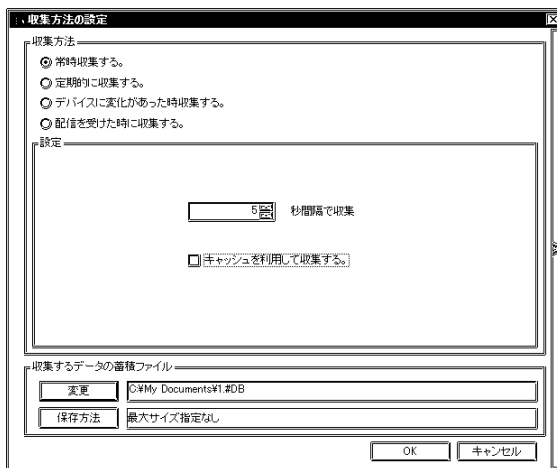 収集方法の設定
収集方法
常時収集する。
定期的に収集する。
デバイスに変化があった時収集する。
配信を受けた時に収集する。
設定
5 秒間隔で収集
キャッシュを利用して収集する。
収集するデータの蓄積ファイル
変更 C:¥My Documents¥1.#DB
保存方法 最大サイズ指定なし
OK キャンセル